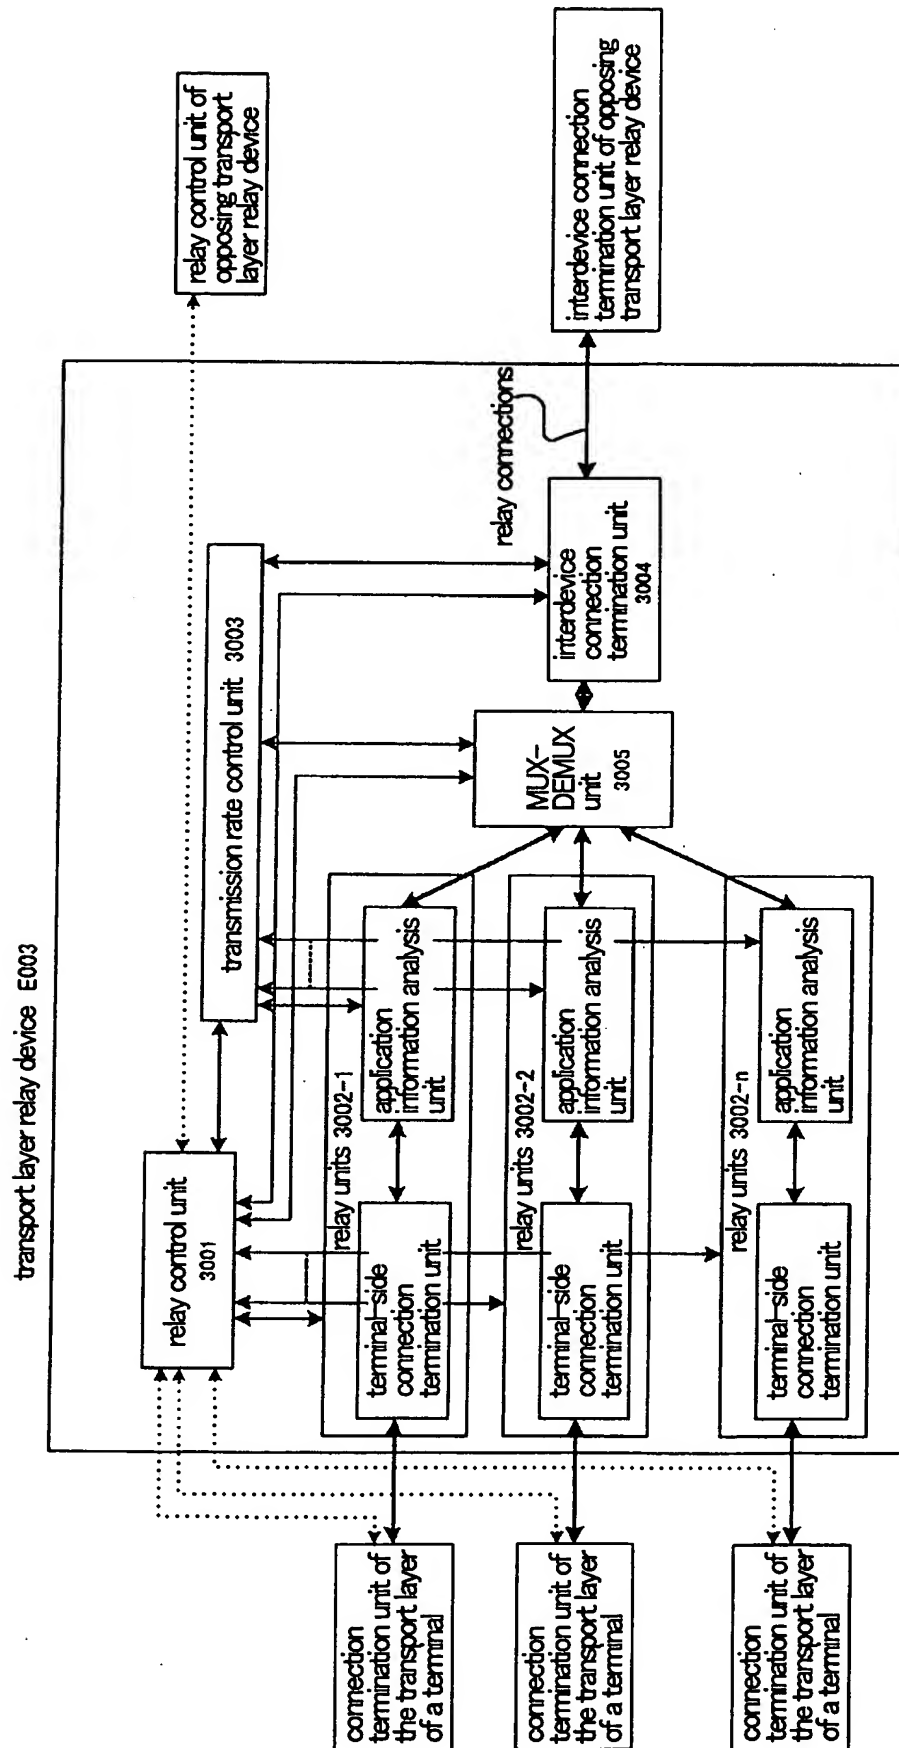 transport layer relay device E003
relay control unit of
opposing transport
layer relay device
relay control unit
3001
transmission rate control unit 3003
relay connections
interdevice connection
termination unit of opposing
transport layer relay device
interdevice
connection
termination unit
3004
MUX-
DEMUX
unit
3005
relay units 3002-1
terminal-side
connection
termination unit
application
information analysis
unit
relay units 3002-2
terminal-side
connection
termination unit
application
information analysis
unit
relay units 3002-n
terminal-side
connection
termination unit
application
information analysis
unit
connection
termination unit of
the transport layer
of a terminal
connection
termination unit of
the transport layer
of a terminal
connection
termination unit of
the transport layer
of a terminal